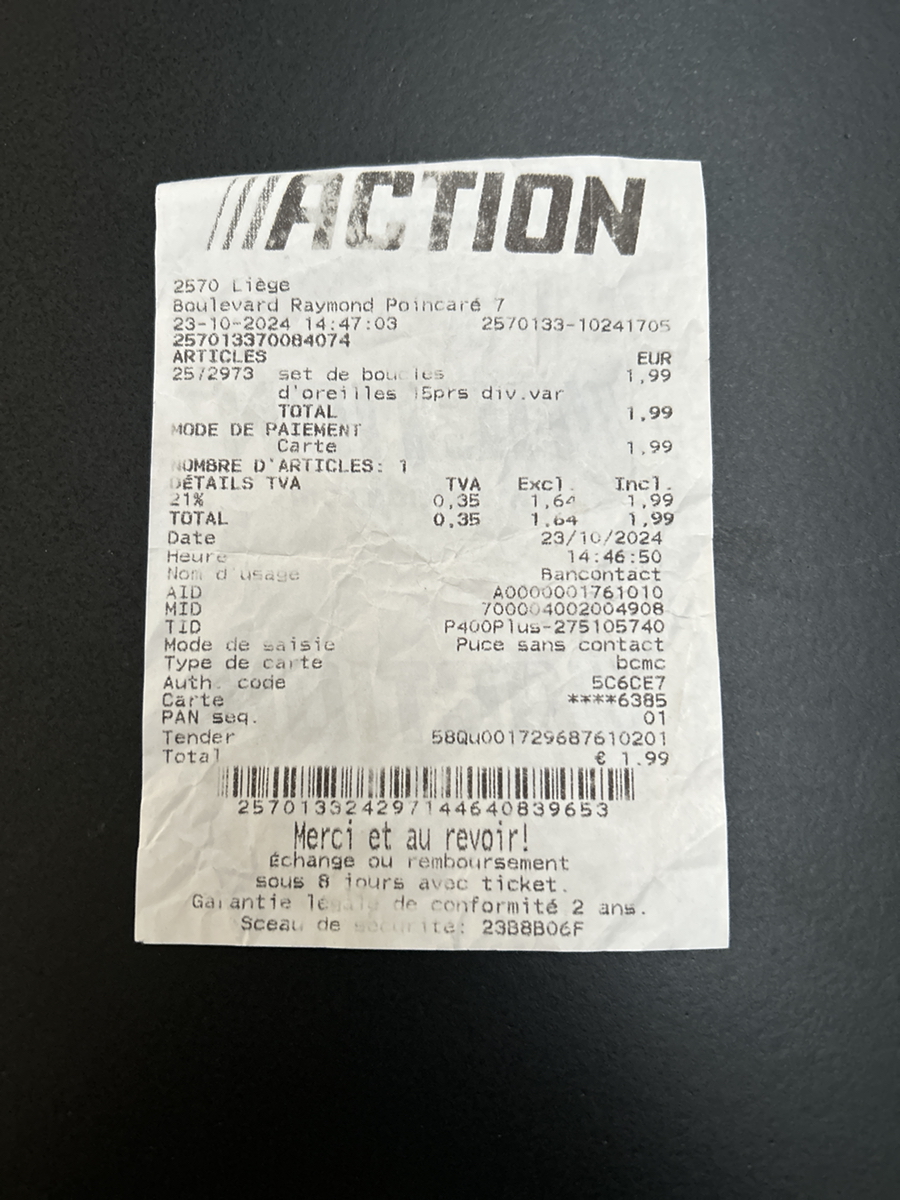 ACTION
2570 Liège
Boulevard Raymond Poincaré 7
23-10-2024 14:47:03 2570133-10241705
257013370084074
ARTICLES EUR
2572973 set de boucles 1,99
d'oreilles 15prs div.var
TOTAL 1,99
MODE DE PAIEMENT
Carte 1,99
NOMBRE D'ARTICLES: 1
DÉTAILS TVA TVA Excl. Incl.
21% 0,35 1,64 1,99
TOTAL 0,35 1,64 1,99
Date 23/10/2024
Heure 14:46:50
Nom d'usage Bancontact
AID A0000001761010
MID 700004002004908
TID P400Plus-275105740
Mode de saisie Puce sans contact
Type de carte bcmc
Auth. code 5C6CE7
Carte ****6385
PAN seq. 01
Tender 58Qu001729687610201
Total € 1.99
257013324297144640839653
Merci et au revoir!
Échange ou remboursement
sous 8 jours avec ticket.
Garantie légale de conformité 2 ans.
Sceau de sécurité: 23B8B06F